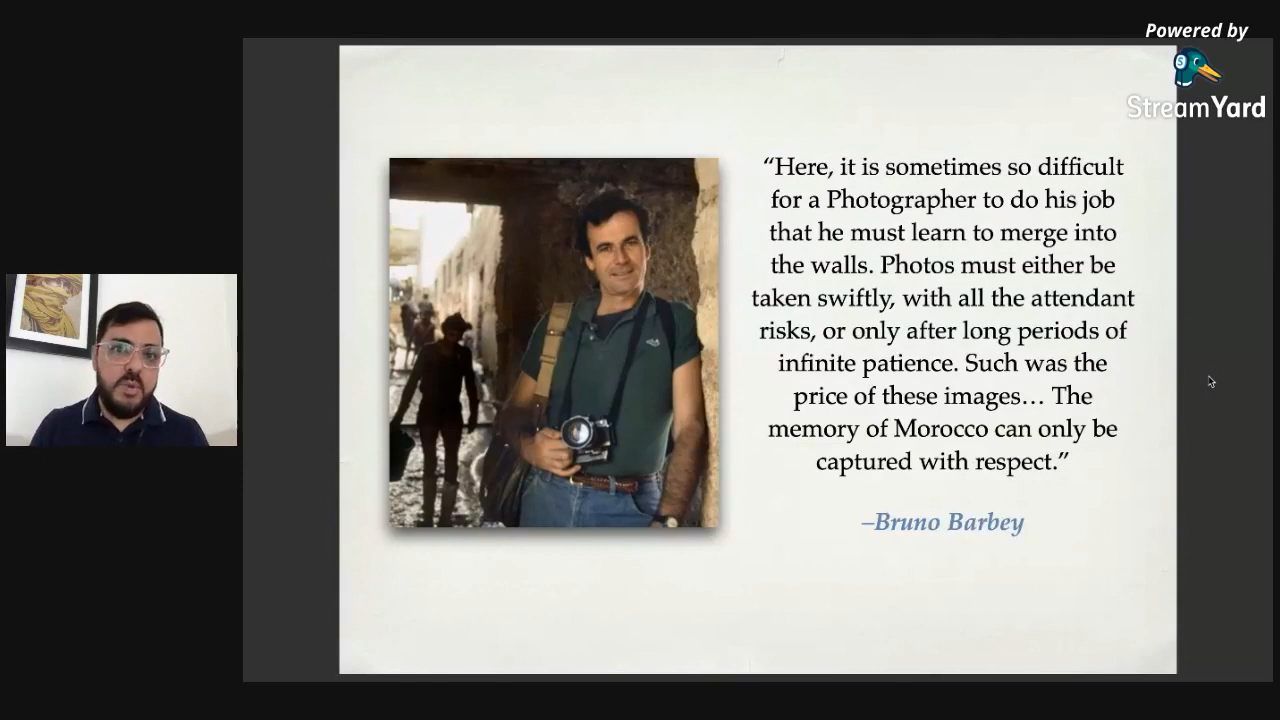 Powered by
StreamYard
“Here, it is sometimes so difficult
for a Photographer to do his job
that he must learn to merge into
the walls. Photos must either be
taken swiftly, with all the attendant
risks, or only after long periods of
infinite patience. Such was the
price of these images… The
memory of Morocco can only be
captured with respect.”
–Bruno Barbey